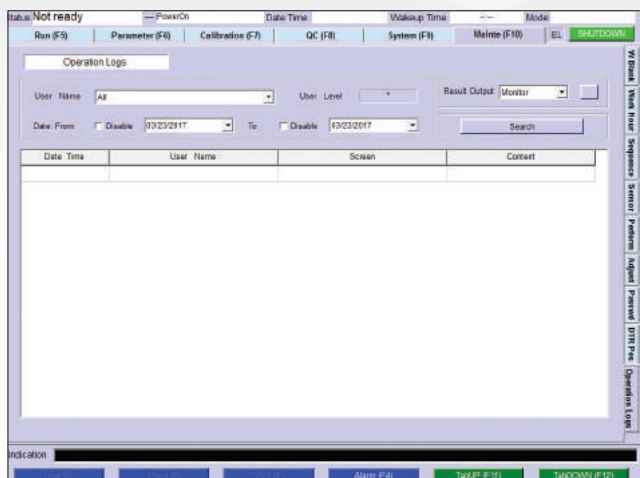 Status Not ready — PowerOn Date Time Wakeup Time --:-- Mode
Run (F5) Parameter (F6) Calibration (F7) QC (F8) System (F9) Mainte (F10) EL SHUTDOWN
Operation Logs
User Name All User Level * Result Output Monitor
Date: From Disable 03/23/2017 To Disable 03/23/2017 Search
Date Time User Name Screen Content
W Blank
Work Hour
Sequence
Sensor
Perform
Adjust
Passwd
DTR Pos
Operation Logs
Indication
Alarm (F4) TabUP (F11) TabDOWN (F12)